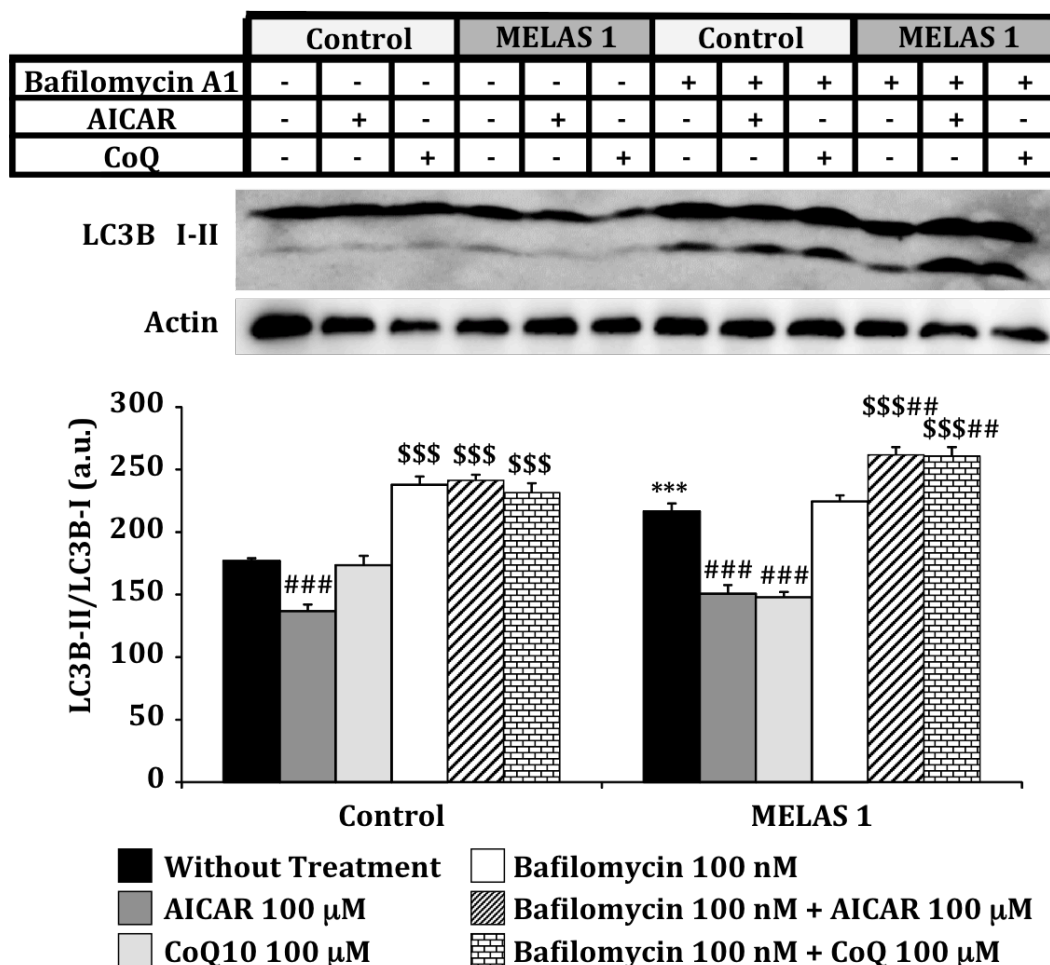 Control MELAS 1 Control MELAS 1
Bafilomycin A1 - - - - - - + + + + + +
AICAR - + - - + - - + - - + -
CoQ - - + - - + - - + - - +
LC3B I-II
Actin
LC3B-II/LC3B-I (a.u.)
300
250
200
150
100
50
0
###
$$$ $$$ $$$
***
### ###
$$$##
$$$##
Control MELAS 1
Without Treatment
AICAR 100 μM
CoQ10 100 μM
Bafilomycin 100 nM
Bafilomycin 100 nM + AICAR 100 μM
Bafilomycin 100 nM + CoQ 100 μM